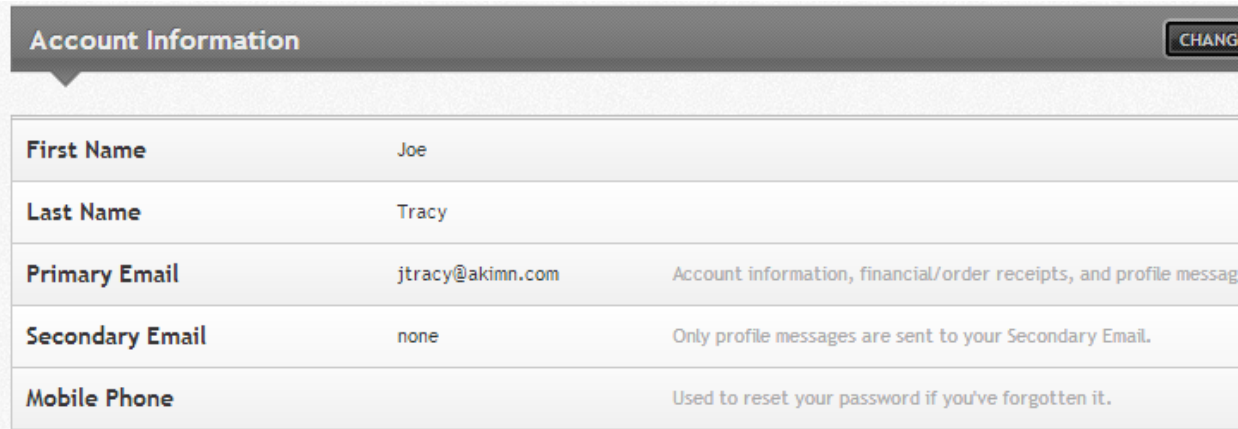 Account Information CHANG
First Name Joe
Last Name Tracy
Primary Email jtracy@akimn.com Account information, financial/order receipts, and profile messag
Secondary Email none Only profile messages are sent to your Secondary Email.
Mobile Phone Used to reset your password if you've forgotten it.